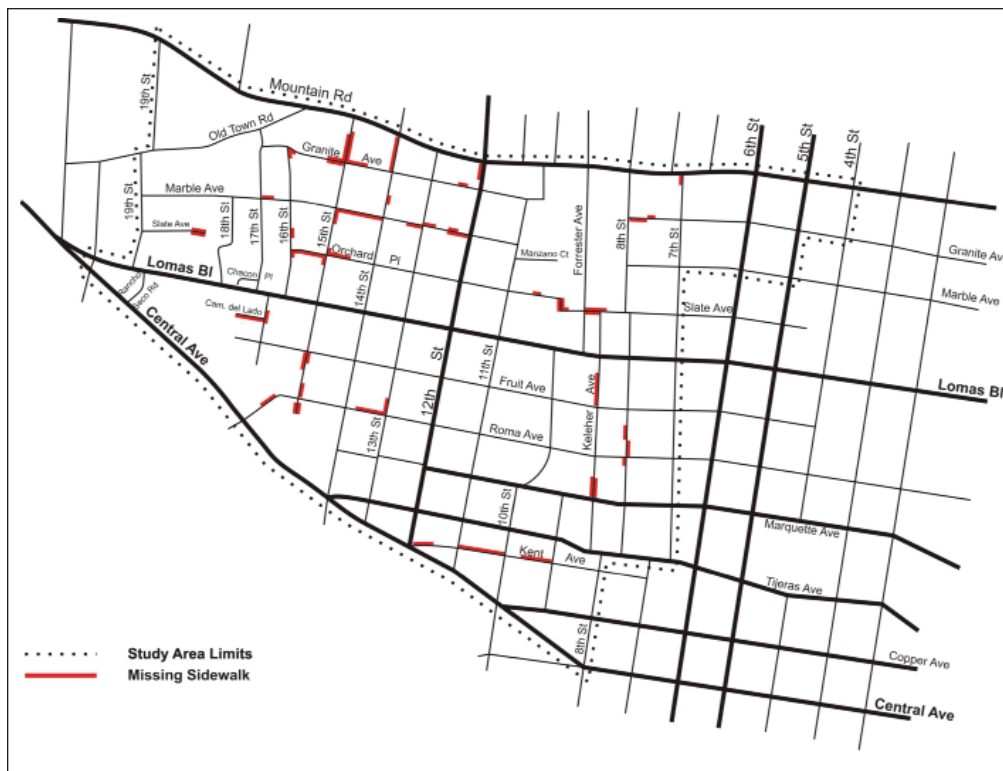 Mountain Rd
19th St
Old Town Rd
Granite
Ave
6th St
5th St
4th St
Marble Ave
19th St
Slate Ave
18th St
17th St
16th St
15th St
Orchard
Pl
Forrester Ave
8th St
7th St
Granite Av
Manzano Ct
Marble Ave
Lomas Bl
Chacon
Pl
14th St
Rancho
Seco Rd
Cam. del Lado
Slate Ave
Central Ave
St
12th
11th St
Fruit Ave
Ave
Keleher
Lomas Bl
13th St
Roma Ave
10th St
Marquette Ave
Kent
Ave
Tijeras Ave
8th St
Copper Ave
Central Ave
Study Area Limits
Missing Sidewalk